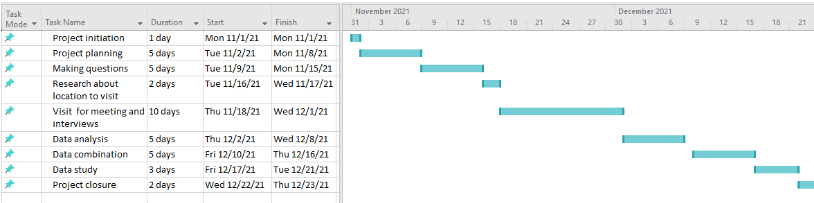 Task Mode Task Name Duration Start Finish
November 2021 December 2021
31 3 6 9 12 15 18 21 24 27 30 3 6 9 12 15 18 21
Project initiation 1 day Mon 11/1/21 Mon 11/1/21
Project planning 5 days Tue 11/2/21 Mon 11/8/21
Making questions 5 days Tue 11/9/21 Mon 11/15/21
Research about location to visit 2 days Tue 11/16/21 Wed 11/17/21
Visit for meeting and interviews 10 days Thu 11/18/21 Wed 12/1/21
Data analysis 5 days Thu 12/2/21 Wed 12/8/21
Data combination 5 days Fri 12/10/21 Thu 12/16/21
Data study 3 days Fri 12/17/21 Tue 12/21/21
Project closure 2 days Wed 12/22/21 Thu 12/23/21